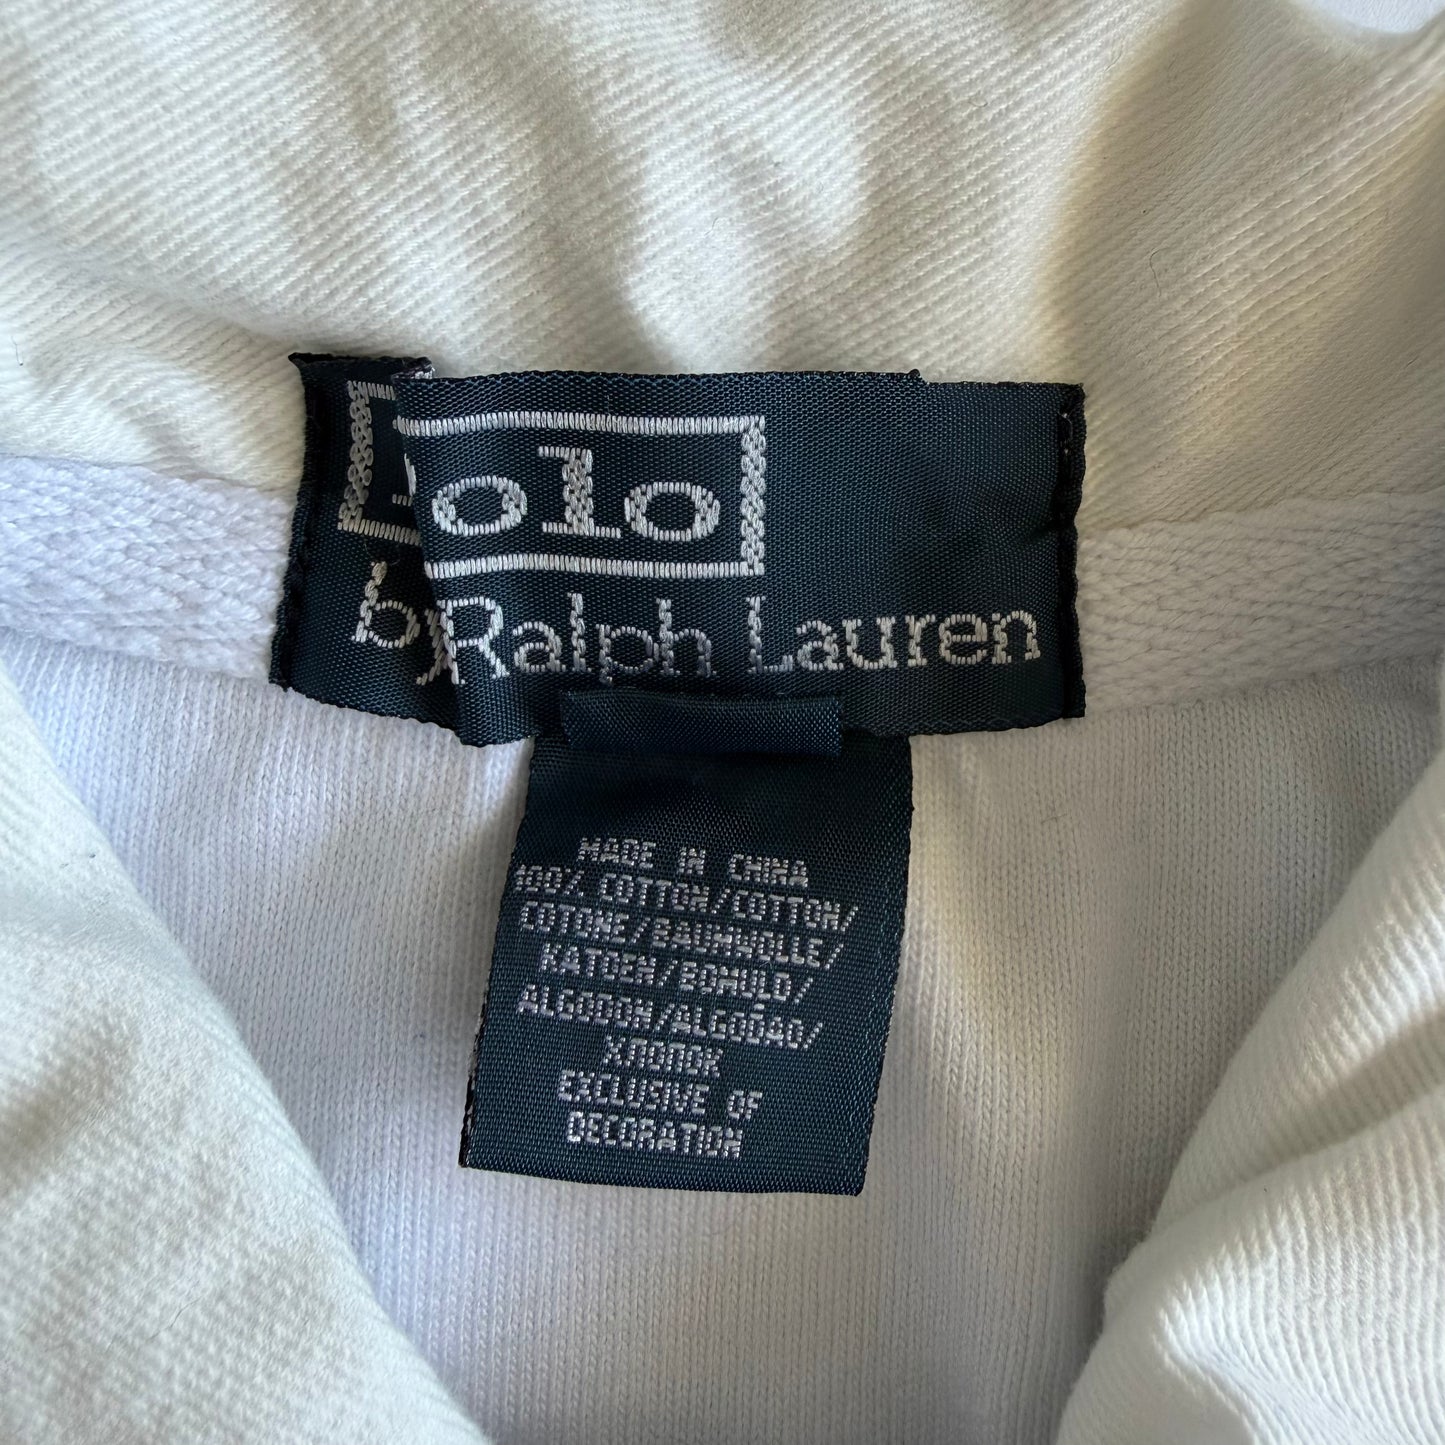 Polo
by Ralph Lauren
MADE IN CHINA
100% COTTON/COTTON/
COTONE/BAUMWOLLE/
KATOEN/BOMULD/
ALGODON/ALGODÃO/
ХЛОПОК
EXCLUSIVE OF
DECORATION